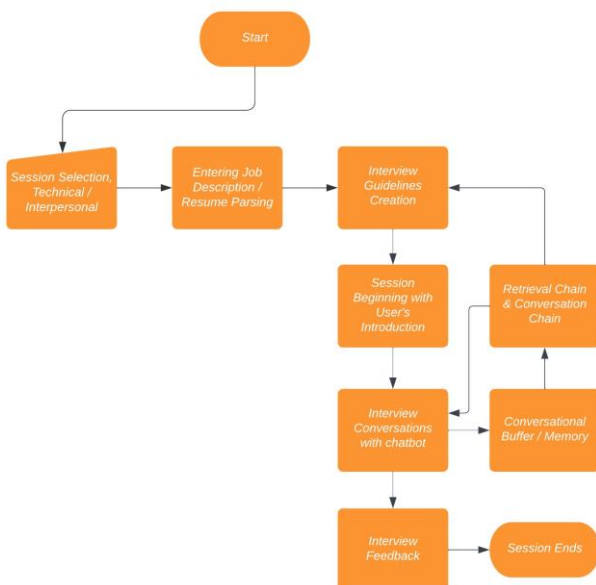 Start
Session Selection,
Technical /
Interpersonal
Entering Job
Description /
Resume Parsing
Interview
Guidelines
Creation
Session
Beginning with
User's
Introduction
Retrieval Chain
& Conversation
Chain
Interview
Conversations
with chatbot
Conversational
Buffer / Memory
Interview
Feedback
Session Ends